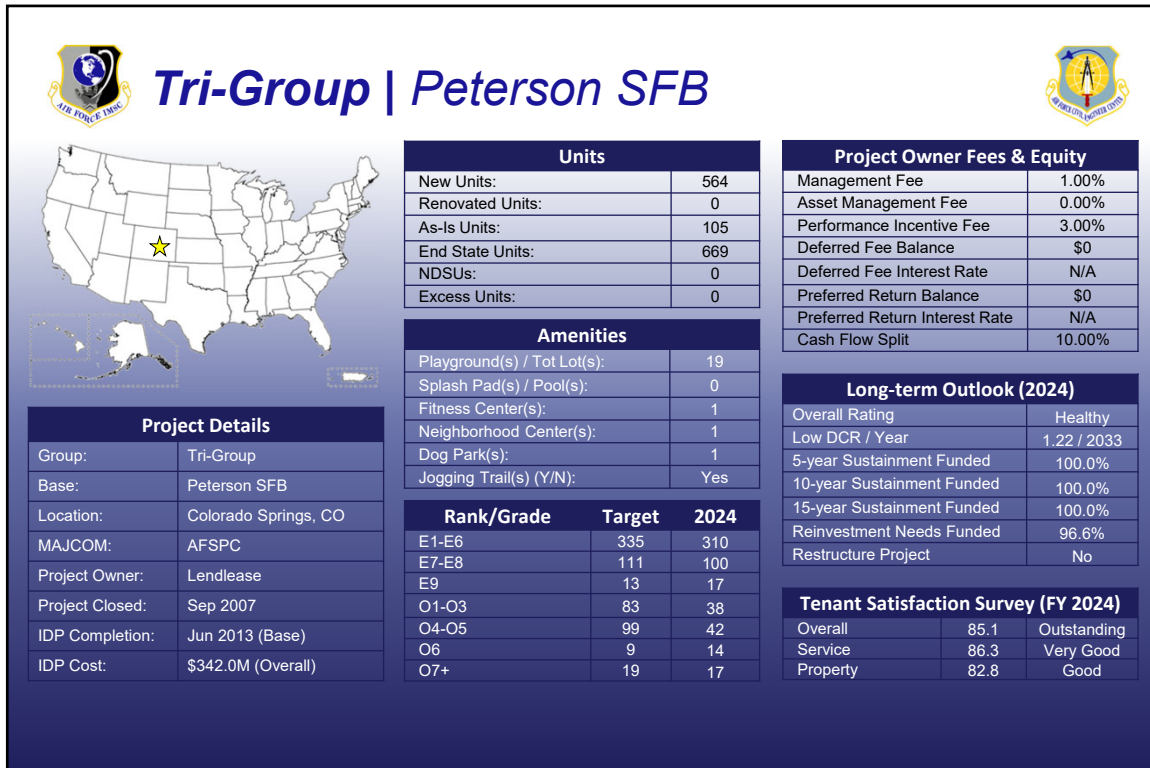 Tri-Group | Peterson SFB
AIR FORCE IMSC
AIR FORCE CIVIL ENGINEER CENTER
Project Details
Group: Tri-Group
Base: Peterson SFB
Location: Colorado Springs, CO
MAJCOM: AFSPC
Project Owner: Lendlease
Project Closed: Sep 2007
IDP Completion: Jun 2013 (Base)
IDP Cost: $342.0M (Overall)
Units
New Units: 564
Renovated Units: 0
As-Is Units: 105
End State Units: 669
NDSUs: 0
Excess Units: 0
Amenities
Playground(s) / Tot Lot(s): 19
Splash Pad(s) / Pool(s): 0
Fitness Center(s): 1
Neighborhood Center(s): 1
Dog Park(s): 1
Jogging Trail(s) (Y/N): Yes
Rank/Grade Target 2024
E1-E6 335 310
E7-E8 111 100
E9 13 17
O1-O3 83 38
O4-O5 99 42
O6 9 14
O7+ 19 17
Project Owner Fees & Equity
Management Fee 1.00%
Asset Management Fee 0.00%
Performance Incentive Fee 3.00%
Deferred Fee Balance $0
Deferred Fee Interest Rate N/A
Preferred Return Balance $0
Preferred Return Interest Rate N/A
Cash Flow Split 10.00%
Long-term Outlook (2024)
Overall Rating Healthy
Low DCR / Year 1.22 / 2033
5-year Sustainment Funded 100.0%
10-year Sustainment Funded 100.0%
15-year Sustainment Funded 100.0%
Reinvestment Needs Funded 96.6%
Restructure Project No
Tenant Satisfaction Survey (FY 2024)
Overall 85.1 Outstanding
Service 86.3 Very Good
Property 82.8 Good